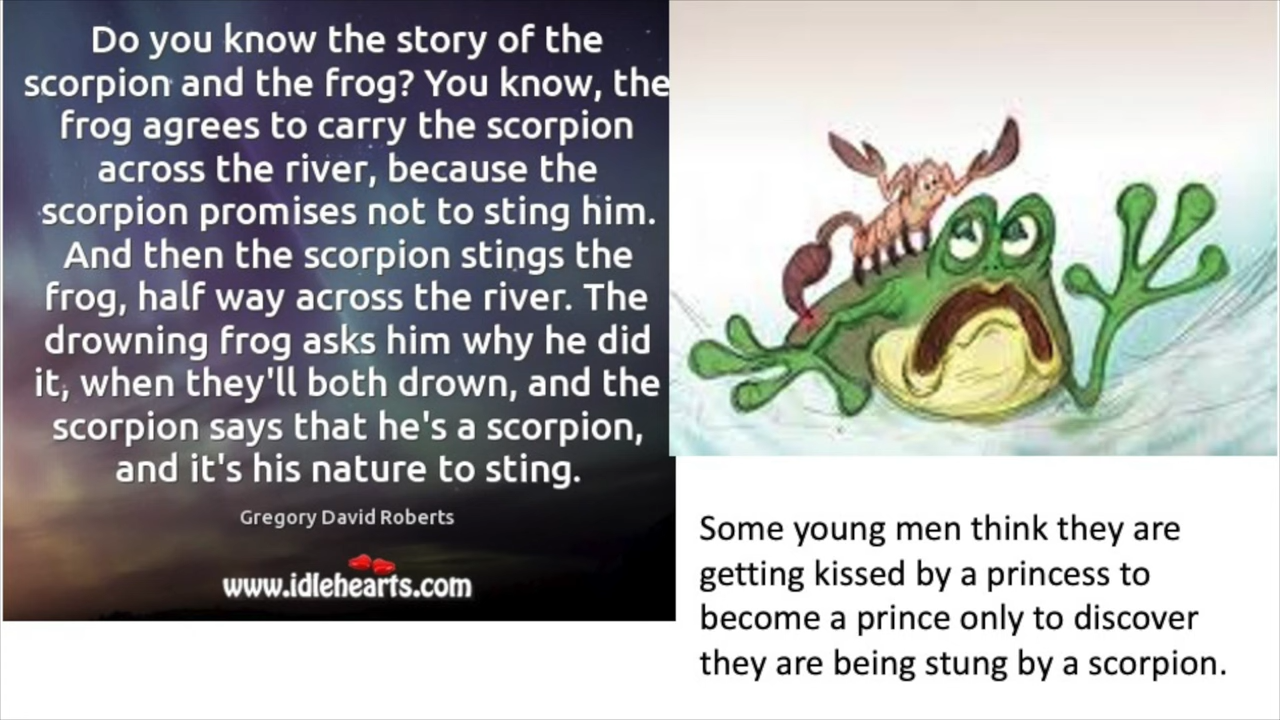 Do you know the story of the
scorpion and the frog? You know, the
frog agrees to carry the scorpion
across the river, because the
scorpion promises not to sting him.
And then the scorpion stings the
frog, half way across the river. The
drowning frog asks him why he did
it, when they'll both drown, and the
scorpion says that he's a scorpion,
and it's his nature to sting.
Gregory David Roberts
www.idlehearts.com
Some young men think they are
getting kissed by a princess to
become a prince only to discover
they are being stung by a scorpion.